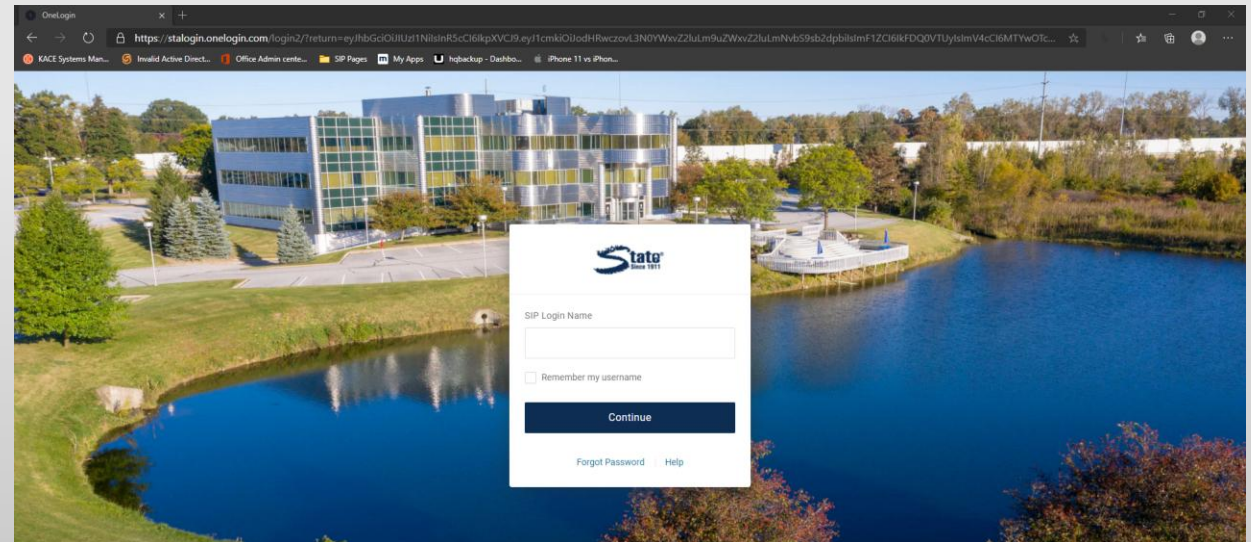 OneLogin
https://stalogin.onelogin.com/login2/?return=
KACE Systems Man... Invalid Active Direct... Office Admin cente... SIP Pages m My Apps U hqbackup - Dashbo... iPhone 11 vs iPhon...
State®
Since 1911
SIP Login Name
Remember my username
Continue
Forgot Password Help